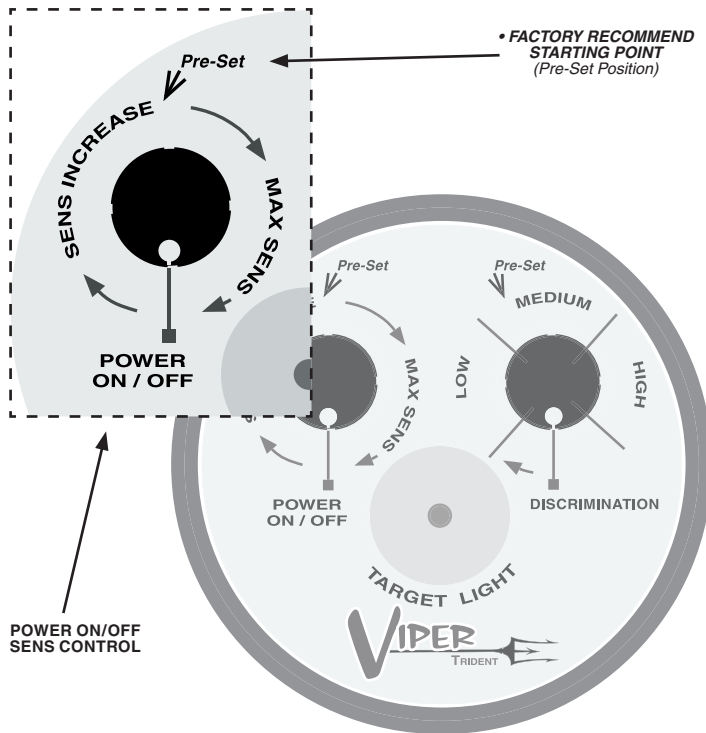 • FACTORY RECOMMEND
STARTING POINT
(Pre-Set Position)
Pre-Set
SENS INCREASE
MAX SENS
POWER
ON / OFF
Pre-Set
MAX SENS
POWER
ON / OFF
Pre-Set
LOW
MEDIUM
HIGH
DISCRIMINATION
TARGET LIGHT
VIPER
TRIDENT
POWER ON/OFF
SENS CONTROL